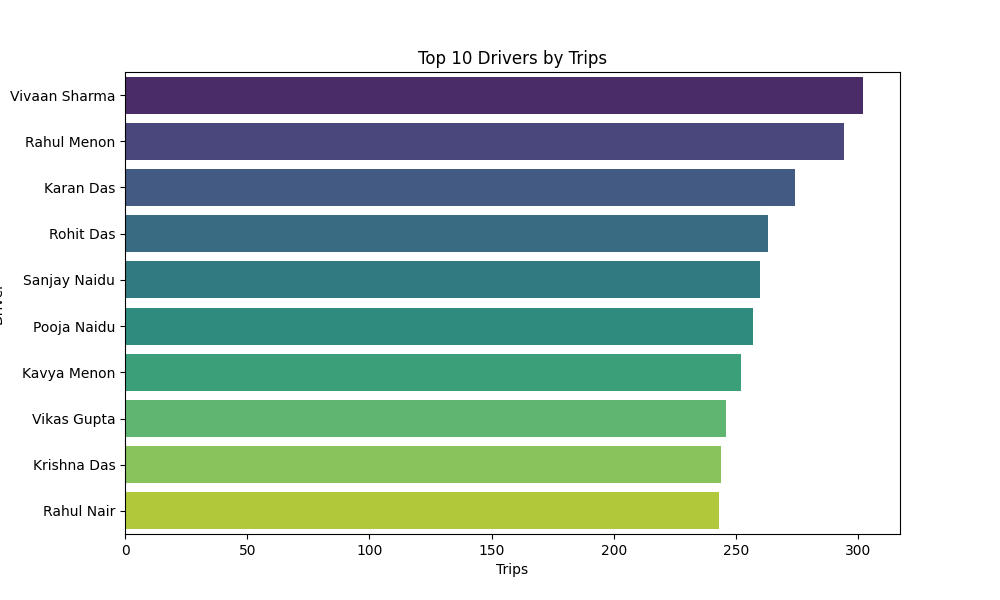 Top 10 Drivers by Trips
Vivaan Sharma
Rahul Menon
Karan Das
Rohit Das
Sanjay Naidu
Pooja Naidu
Kavya Menon
Vikas Gupta
Krishna Das
Rahul Nair
0 50 100 150 200 250 300
Trips